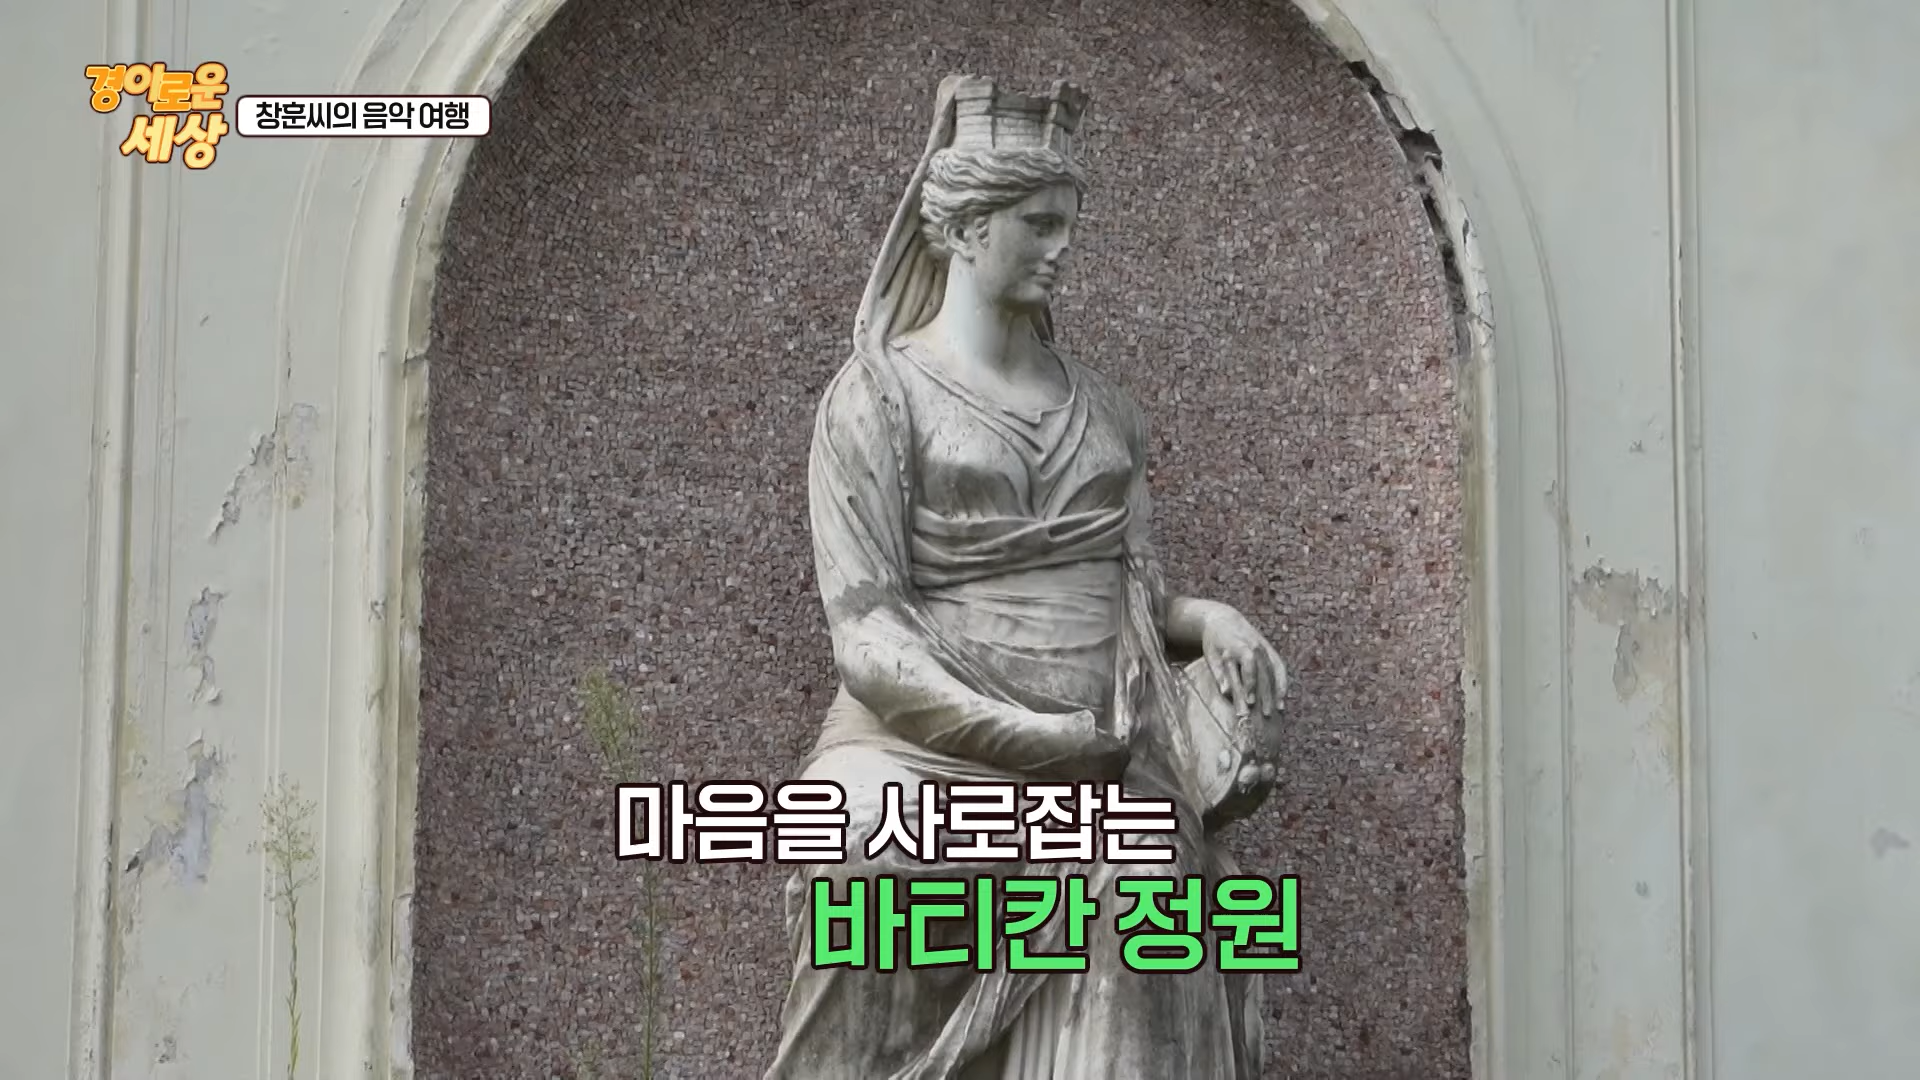 경이로운
세상
창훈씨의 음악 여행
마음을 사로잡는
바티칸 정원